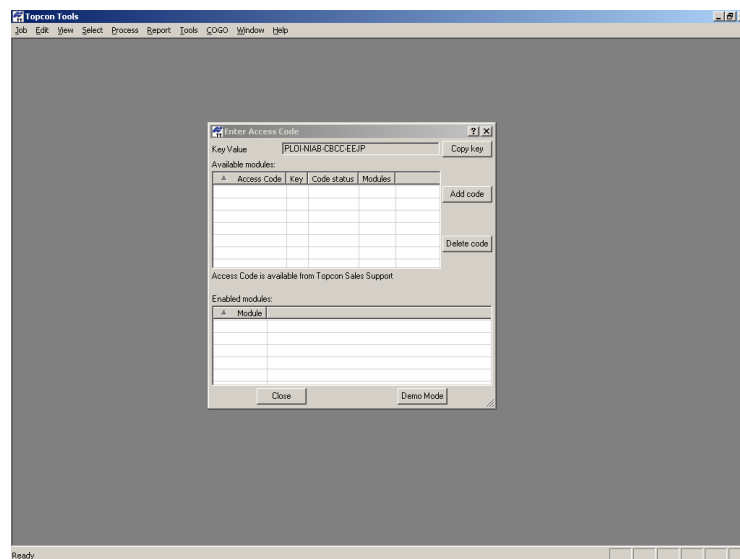 Topcon Tools
Job Edit View Select Process Report Tools COGO Window Help
Enter Access Code
Key Value PLOI-NIAB-CBCC-EEJP Copy key
Available modules:
Access Code Key Code status Modules
Add code
Delete code
Access Code is available from Topcon Sales Support
Enabled modules:
Module
Close Demo Mode
Ready